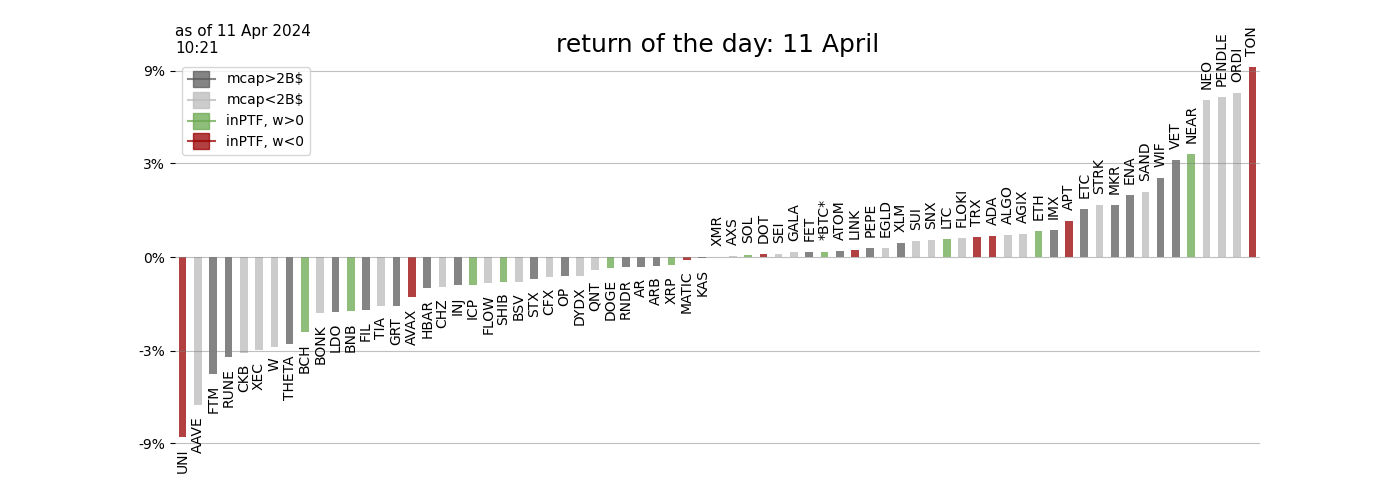 as of 11 Apr 2024
10:21
return of the day: 11 April
mcap>2B$
mcap<2B$
inPTF, w>0
inPTF, w<0
9%
3%
0%
-3%
-9%
UNI
AAVE
FTM
RUNE
CKB
XEC
W
THETA
BCH
BONK
LDO
BNB
FIL
TIA
GRT
AVAX
HBAR
CHZ
INJ
ICP
FLOW
SHIB
BSV
STX
CFX
OP
DYDX
QNT
DOGE
RNDR
AR
ARB
XRP
MATIC
KAS
XMR
AXS
SOL
DOT
SEI
GALA
FET
*BTC*
ATOM
LINK
PEPE
EGLD
XLM
SUI
SNX
LTC
FLOKI
TRX
ADA
ALGO
AGIX
ETH
IMX
APT
ETC
STRK
MKR
ENA
SAND
WIF
VET
NEAR
NEO
PENDLE
ORDI
TON